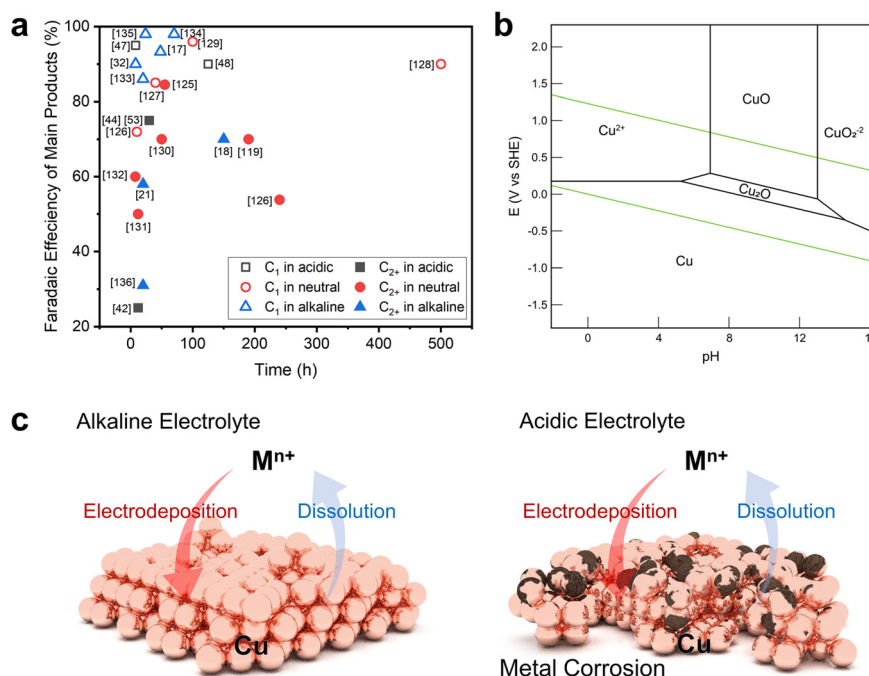 a
Faradaic Effeciency of Main Products (%)
100
80
60
40
20
0
100
200
300
400
500
Time (h)
[135]
[134]
[47]
[17]
[129]
[32]
[48]
[128]
[133]
[127]
[125]
[44] [53]
[126]
[130]
[18]
[119]
[132]
[21]
[126]
[131]
[136]
[42]
C₁ in acidic
C₂₊ in acidic
C₁ in neutral
C₂₊ in neutral
C₁ in alkaline
C₂₊ in alkaline
b
E (V vs SHE)
2.0
1.5
1.0
0.5
0.0
-0.5
-1.0
-1.5
0
4
8
12
16
pH
Cu²⁺
CuO
CuO₂⁻²
Cu₂O
Cu
c
Alkaline Electrolyte
Mⁿ⁺
Electrodeposition
Dissolution
Cu
Acidic Electrolyte
Mⁿ⁺
Electrodeposition
Dissolution
Cu
Metal Corrosion